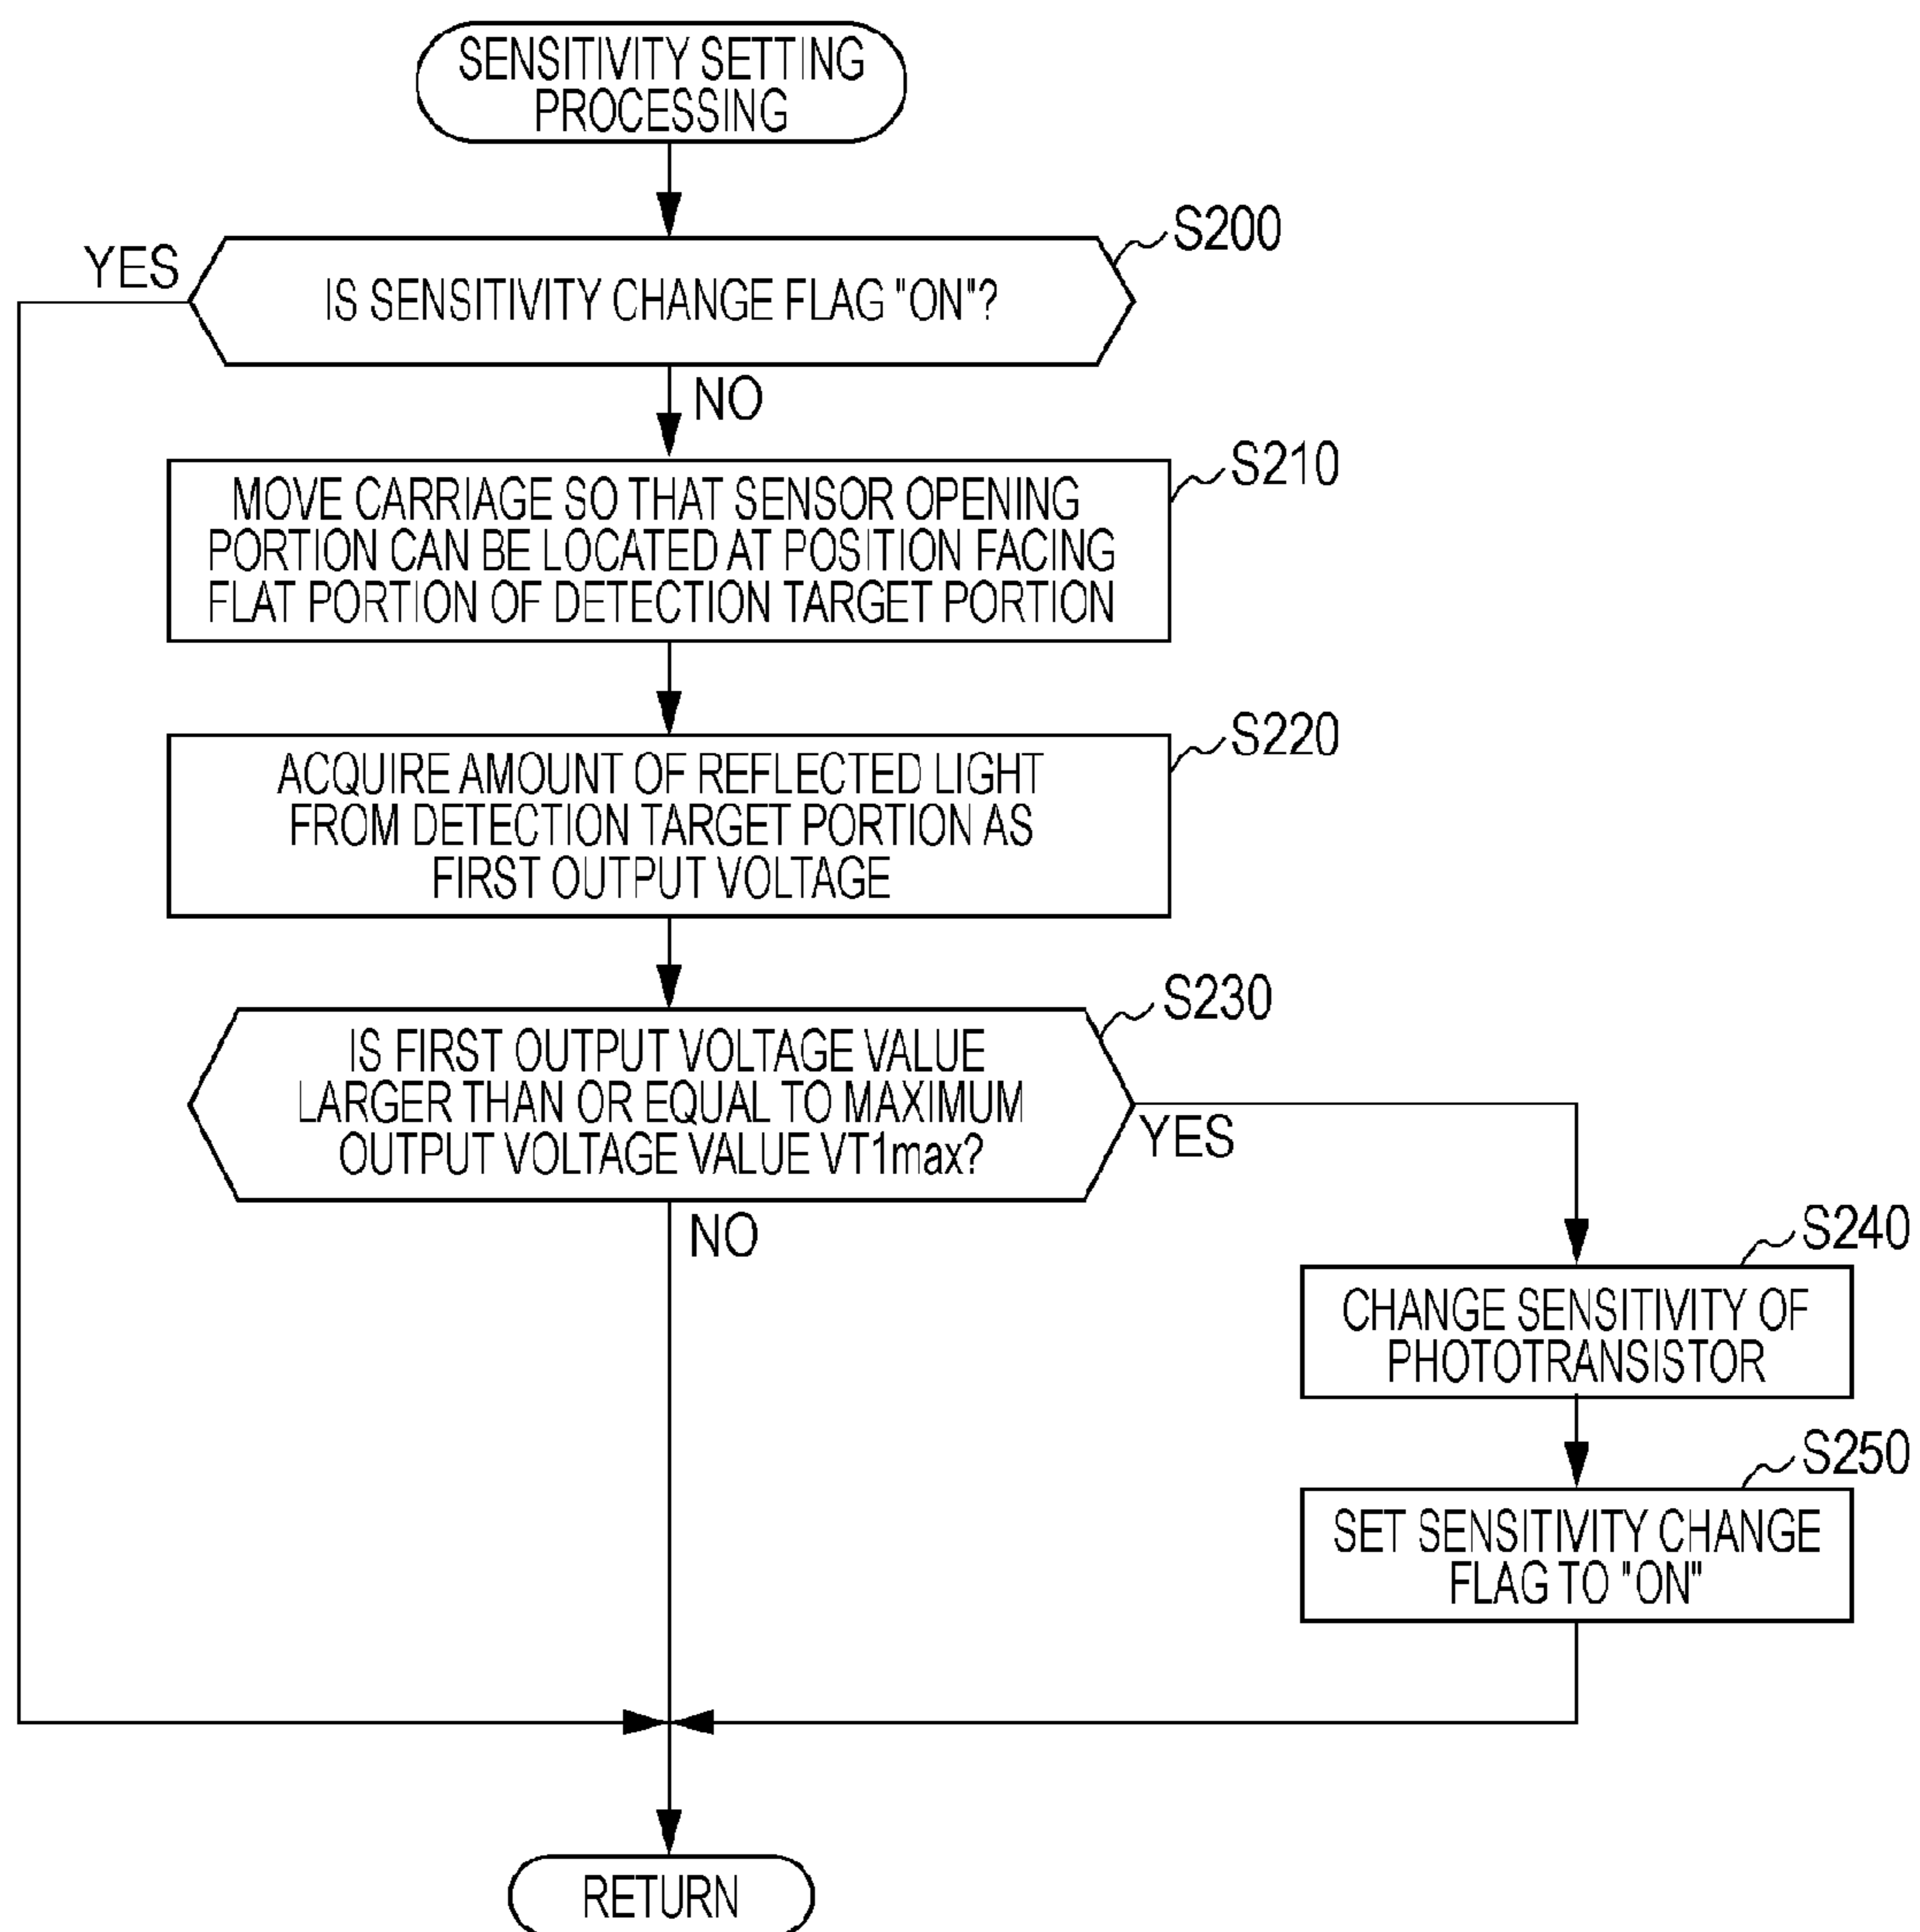 SENSITIVITY SETTING
PROCESSING
S200
YES
IS SENSITIVITY CHANGE FLAG "ON"?
NO
S210
MOVE CARRIAGE SO THAT SENSOR OPENING
PORTION CAN BE LOCATED AT POSITION FACING
FLAT PORTION OF DETECTION TARGET PORTION
S220
ACQUIRE AMOUNT OF REFLECTED LIGHT
FROM DETECTION TARGET PORTION AS
FIRST OUTPUT VOLTAGE
S230
IS FIRST OUTPUT VOLTAGE VALUE
LARGER THAN OR EQUAL TO MAXIMUM
OUTPUT VOLTAGE VALUE VT1max?
YES
NO
S240
CHANGE SENSITIVITY OF
PHOTOTRANSISTOR
S250
SET SENSITIVITY CHANGE
FLAG TO "ON"
RETURN